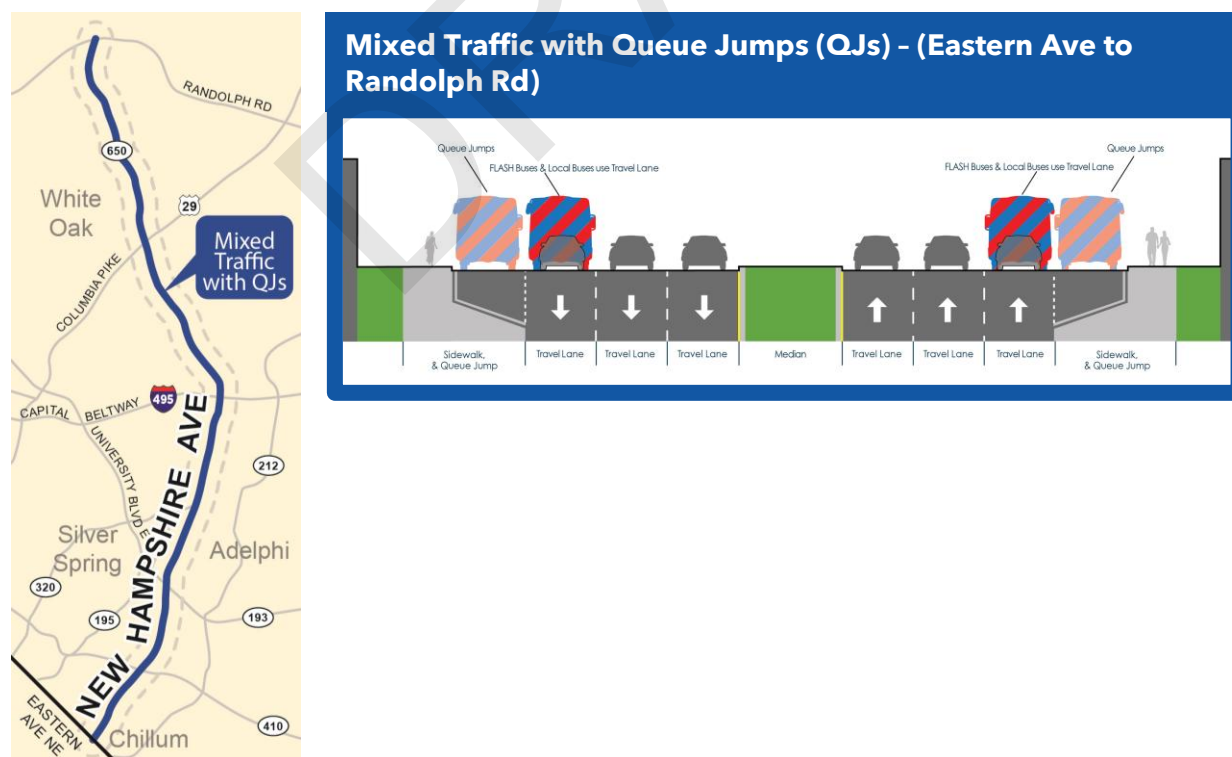 RANDOLPH RD
650
White
Oak
29
Mixed
Traffic
with QJs
COLUMBIA PIKE
495
CAPITAL BELTWAY
UNIVERSITY BLVD E
NEW HAMPSHIRE AVE
212
Silver
Spring
Adelphi
320
195
193
EASTERN
AVE NE
Chillum
410
Mixed Traffic with Queue Jumps (QJs) – (Eastern Ave to
Randolph Rd)
Queue Jumps
FLASH Buses & Local Buses use Travel Lane
Queue Jumps
FLASH Buses & Local Buses use Travel Lane
Sidewalk,
& Queue Jump
Travel Lane
Travel Lane
Travel Lane
Median
Travel Lane
Travel Lane
Travel Lane
Sidewalk,
& Queue Jump